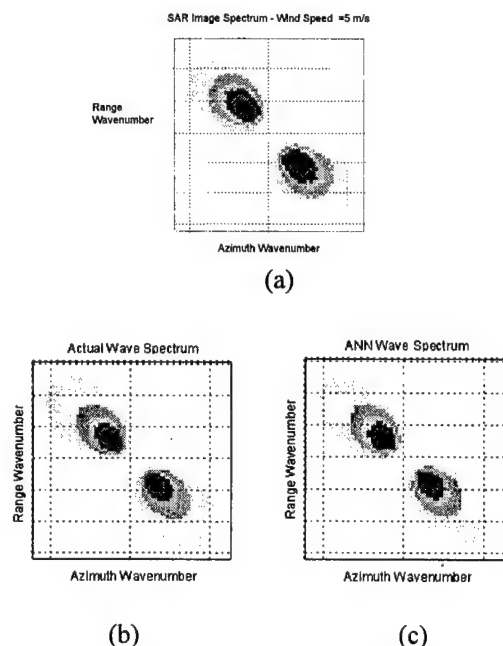 SAR Image Spectrum - Wind Speed =5 m/s
Range
Wavenumber
Azimuth Wavenumber
(a)
Actual Wave Spectrum
Range Wavenumber
Azimuth Wavenumber
(b)
ANN Wave Spectrum
Range Wavenumber
Azimuth Wavenumber
(c)